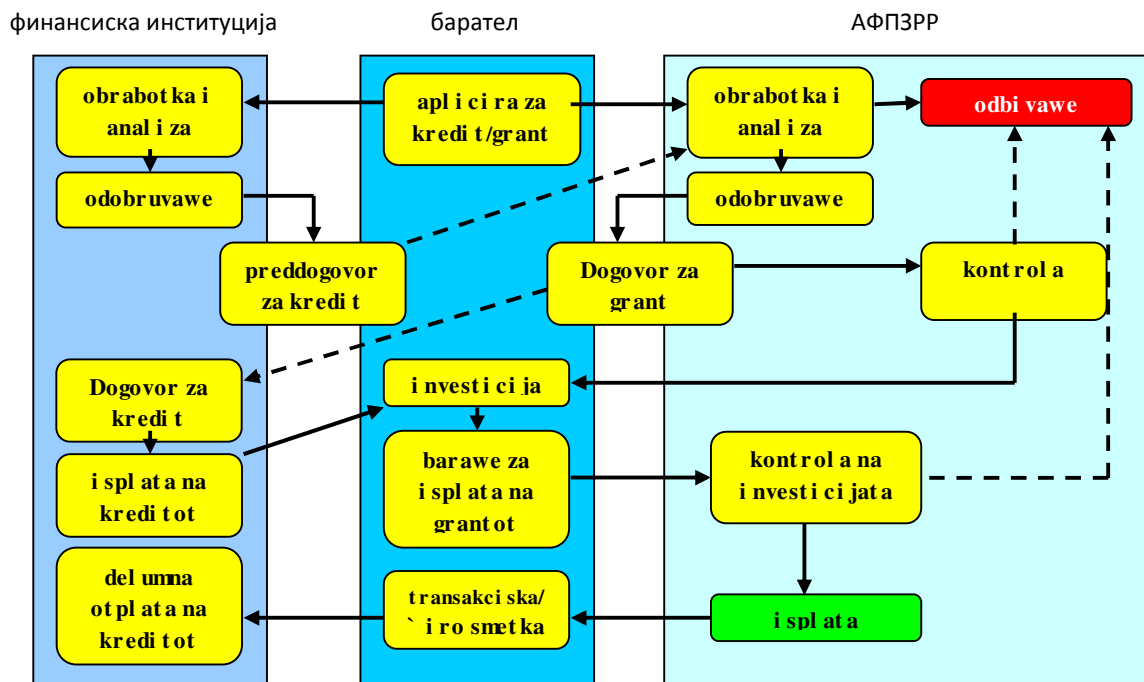 финансиска институција
барател
АФПЗРР
obrabotka i
analiza
aplicira za
kredit/grant
obrabotka i
analiza
odbivawe
odobruvawe
odobruvawe
preddogovor
za kredit
Dogovor za
grant
kontrola
Dogovor za
kredit
investicija
isplata na
kreditot
barawe za
isplata na
grantot
kontrola na
investicijata
delumna
otplata na
kreditot
transakciska/
`iro smetka
isplata